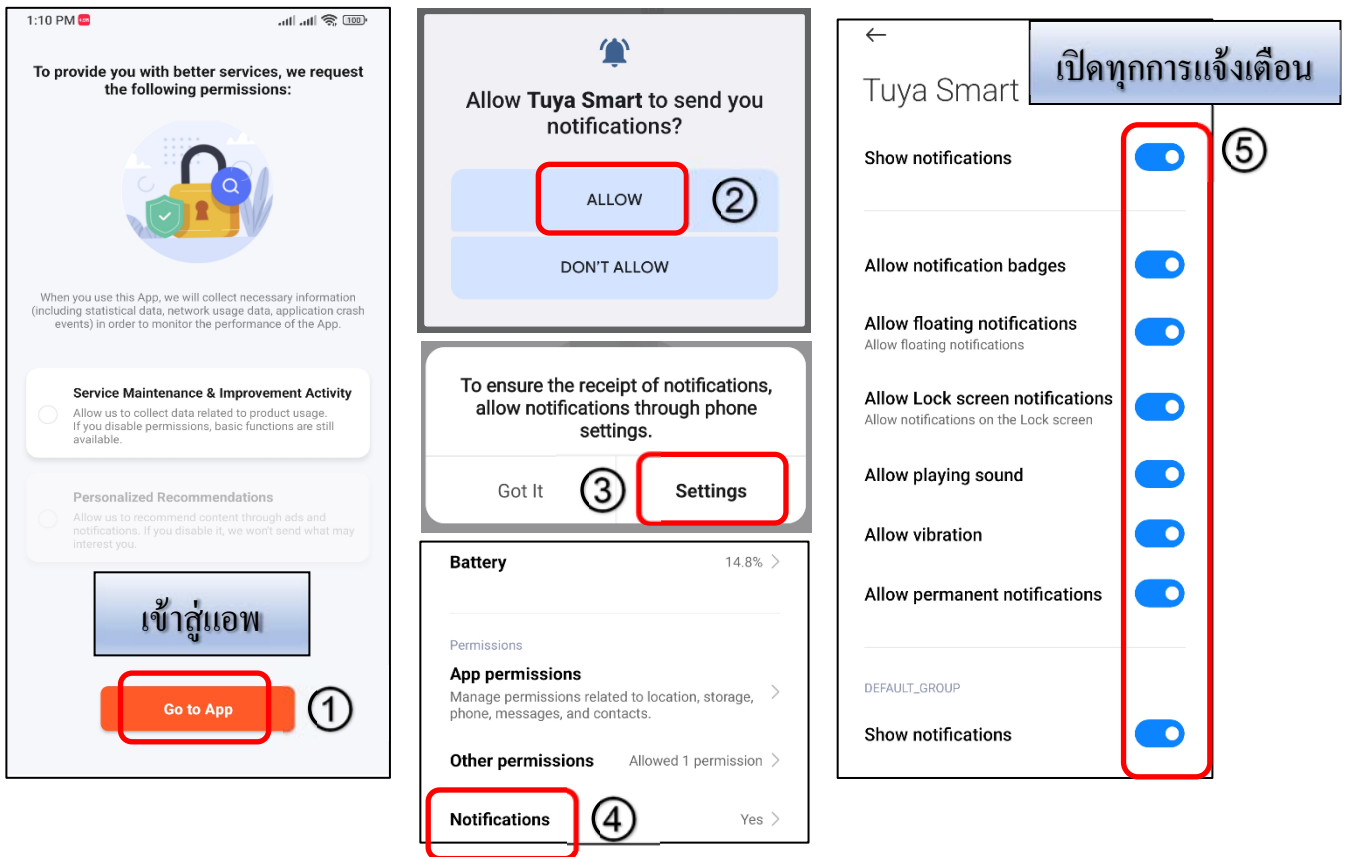 1:10 PM
100
To provide you with better services, we request
the following permissions:
When you use this App, we will collect necessary information
(including statistical data, network usage data, application crash
events) in order to monitor the performance of the App.
Service Maintenance & Improvement Activity
Allow us to collect data related to product usage.
If you disable permissions, basic functions are still
available.
Personalized Recommendations
Allow us to recommend content through ads and
notifications. If you disable it, we won't send what may
interest you.
เข้าสู่แอพ
Go to App
1
Allow Tuya Smart to send you
notifications?
ALLOW
2
DON'T ALLOW
To ensure the receipt of notifications,
allow notifications through phone
settings.
Got It
3
Settings
Battery 14.8%
Permissions
App permissions
Manage permissions related to location, storage,
phone, messages, and contacts.
Other permissions Allowed 1 permission
Notifications 4 Yes
เปิดทุกการแจ้งเตือน
Tuya Smart
Show notifications
5
Allow notification badges
Allow floating notifications
Allow floating notifications
Allow Lock screen notifications
Allow notifications on the Lock screen
Allow playing sound
Allow vibration
Allow permanent notifications
DEFAULT_GROUP
Show notifications